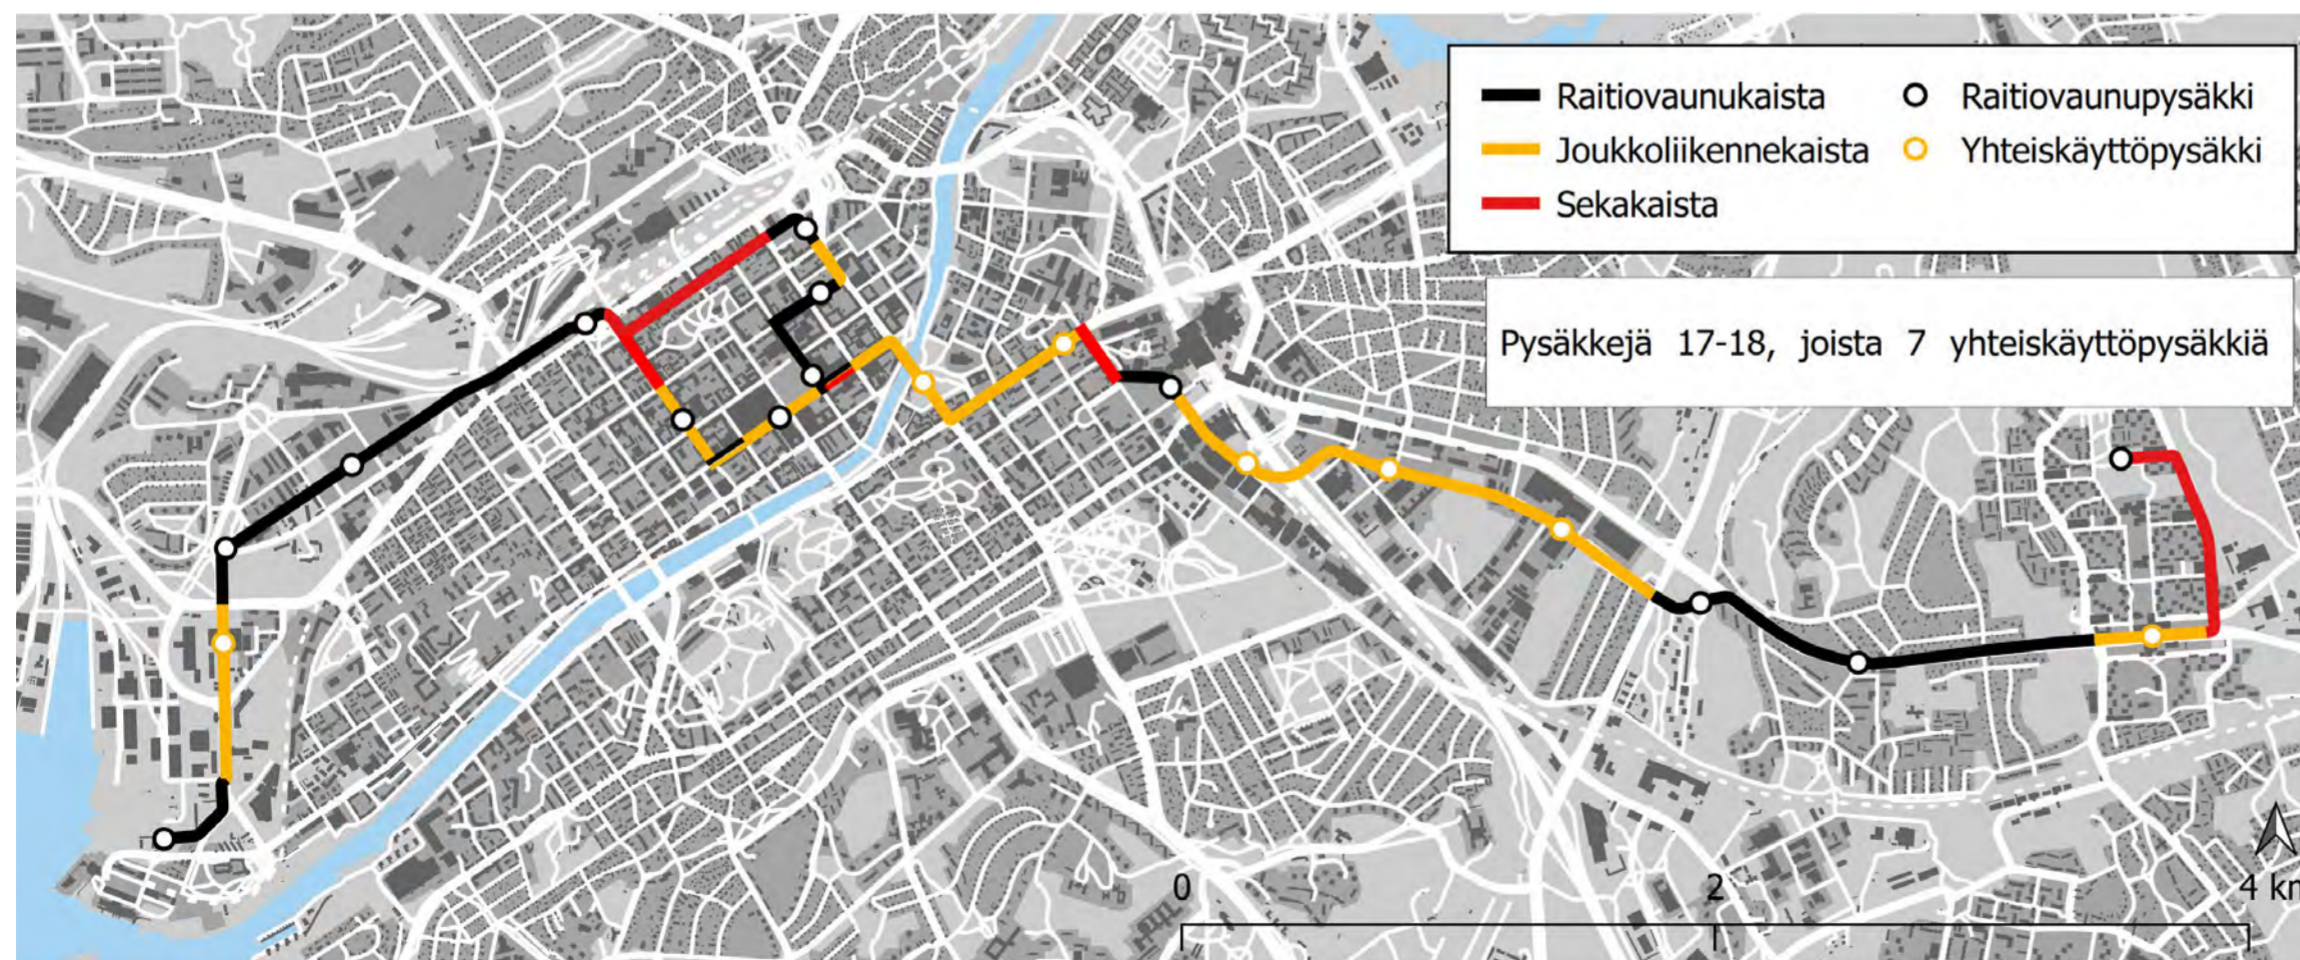 Raitiovaunukaista
Raitiovaunupysäkki
Joukkoliikennekaista
Yhteiskäyttöpysäkki
Sekakaista
Pysäkkejä 17-18, joista 7 yhteiskäyttöpysäkkiä
0 2 4 km